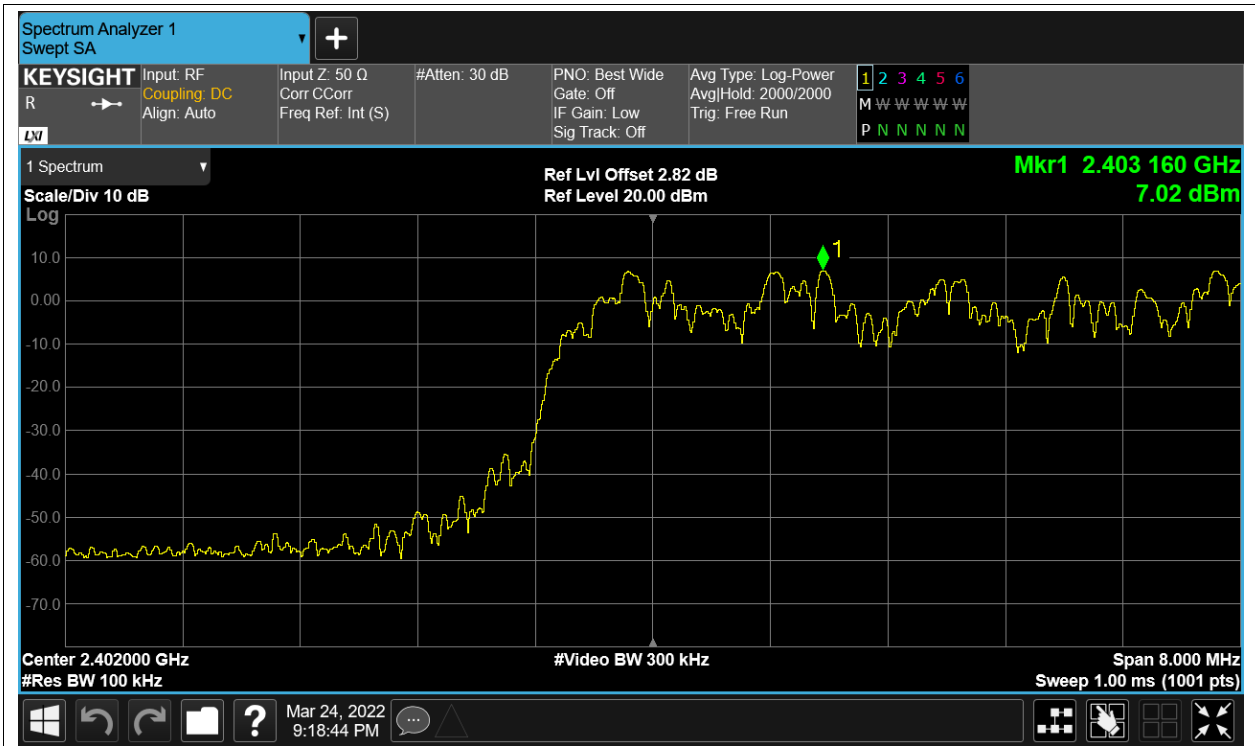 Spectrum Analyzer 1
Swept SA
+
KEYSIGHT
R
LXI
Input: RF
Coupling: DC
Align: Auto
Input Z: 50 Ω
Corr CCorr
Freq Ref: Int (S)
#Atten: 30 dB
PNO: Best Wide
Gate: Off
IF Gain: Low
Sig Track: Off
Avg Type: Log-Power
Avg|Hold: 2000/2000
Trig: Free Run
1 2 3 4 5 6
M W W W W W
P N N N N N
1 Spectrum
Scale/Div 10 dB
Log
Ref Lvl Offset 2.82 dB
Ref Level 20.00 dBm
Mkr1 2.403 160 GHz
7.02 dBm
1
10.0
0.00
-10.0
-20.0
-30.0
-40.0
-50.0
-60.0
-70.0
Center 2.402000 GHz
#Video BW 300 kHz
Span 8.000 MHz
#Res BW 100 kHz
Sweep 1.00 ms (1001 pts)
?
Mar 24, 2022
9:18:44 PM